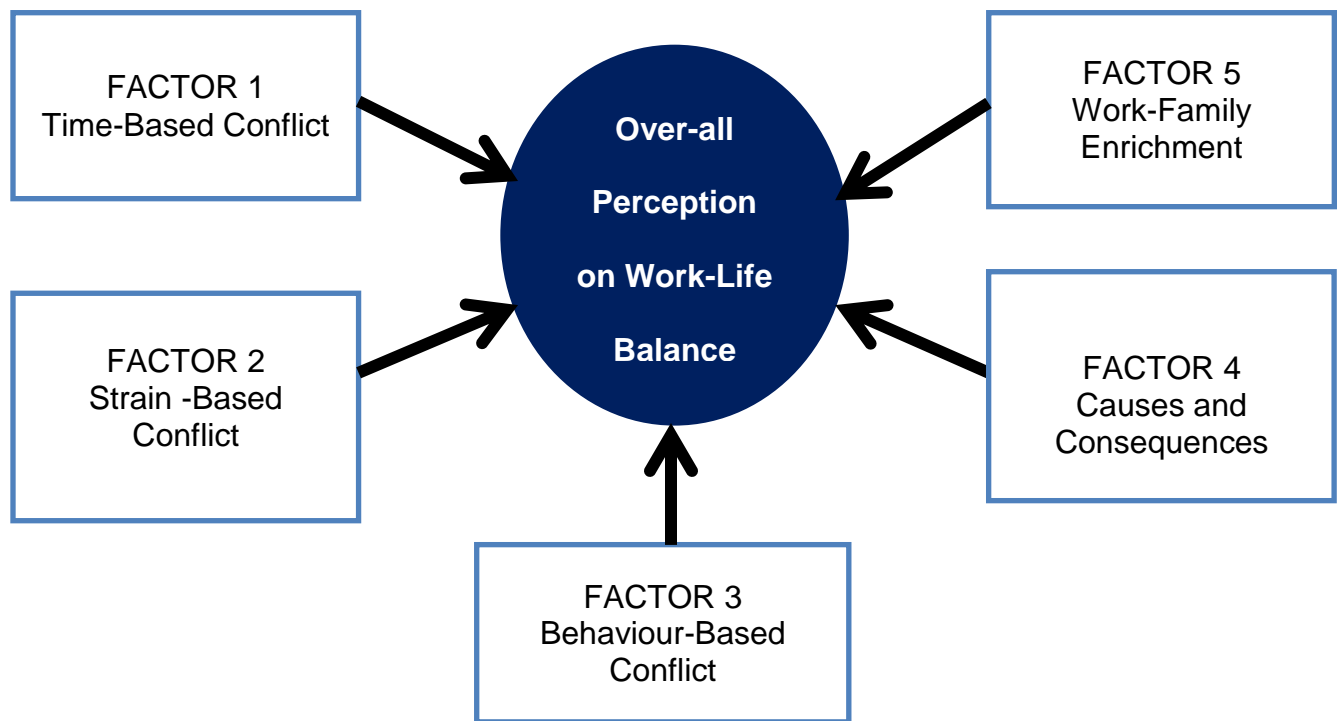 FACTOR 1
Time-Based Conflict
FACTOR 2
Strain -Based
Conflict
FACTOR 3
Behaviour-Based
Conflict
Over-all
Perception
on Work-Life
Balance
FACTOR 5
Work-Family
Enrichment
FACTOR 4
Causes and
Consequences